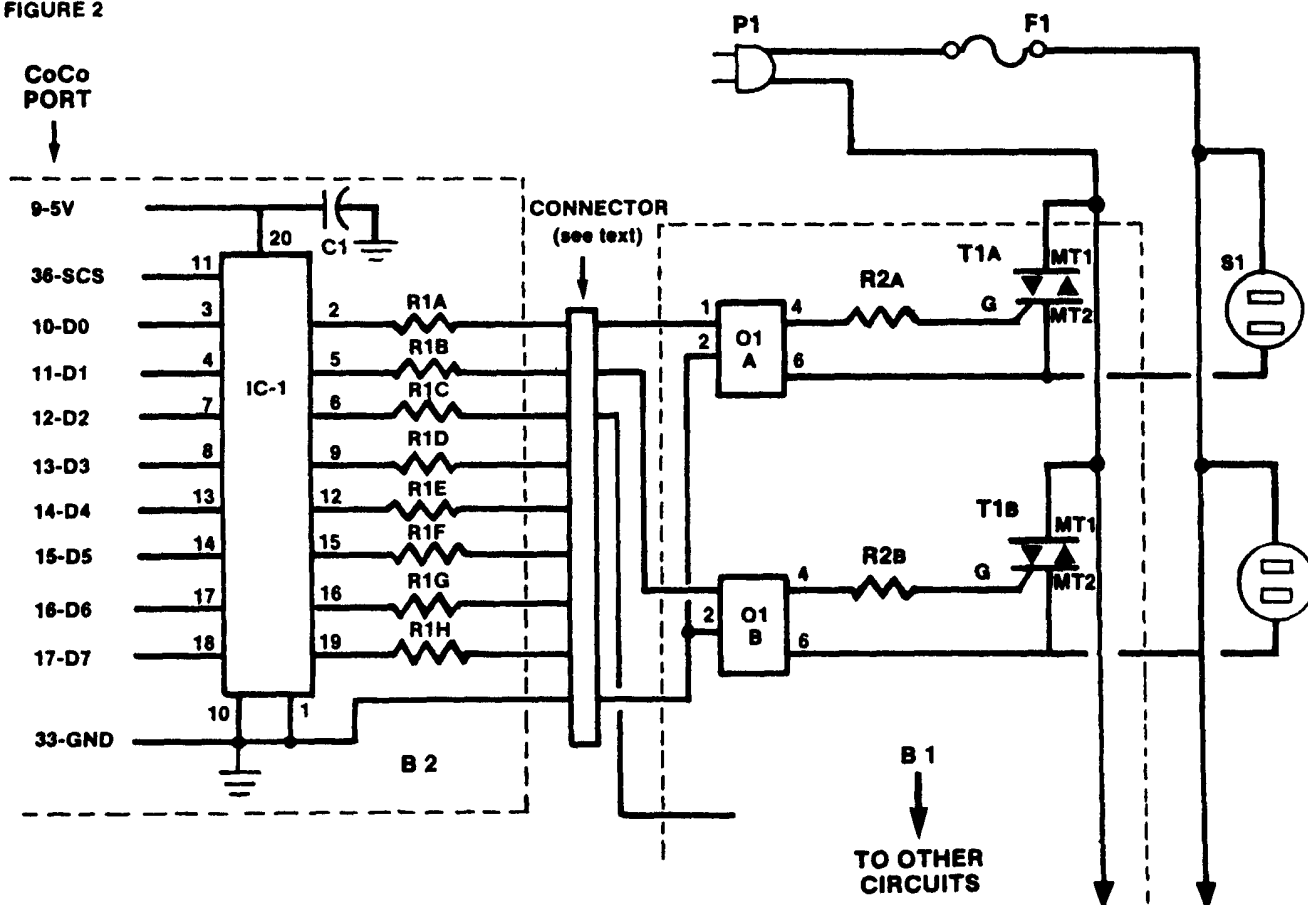 FIGURE 2
P1
F1
CoCo
PORT
9-5V
20
C1
CONNECTOR
(see text)
36-SCS
11
10-D0
3
2
R1A
11-D1
4
5
R1B
12-D2
7
6
R1C
13-D3
8
9
R1D
14-D4
13
12
R1E
15-D5
14
15
R1F
16-D6
17
16
R1G
17-D7
18
19
R1H
IC-1
10
1
33-GND
B 2
1
2
O1
A
4
6
R2A
G
T1A
MT1
MT2
S1
2
O1
B
4
6
R2B
G
T1B
MT1
MT2
B 1
TO OTHER
CIRCUITS